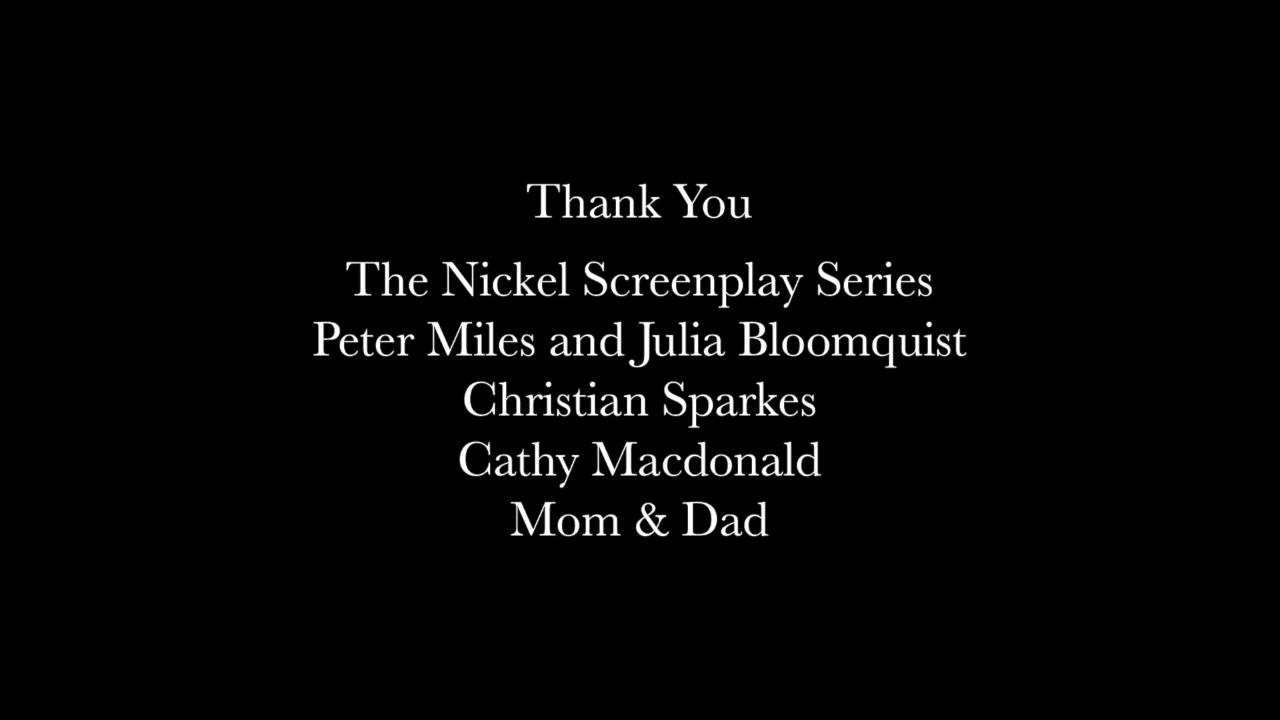 Thank You
The Nickel Screenplay Series
Peter Miles and Julia Bloomquist
Christian Sparkes
Cathy Macdonald
Mom & Dad